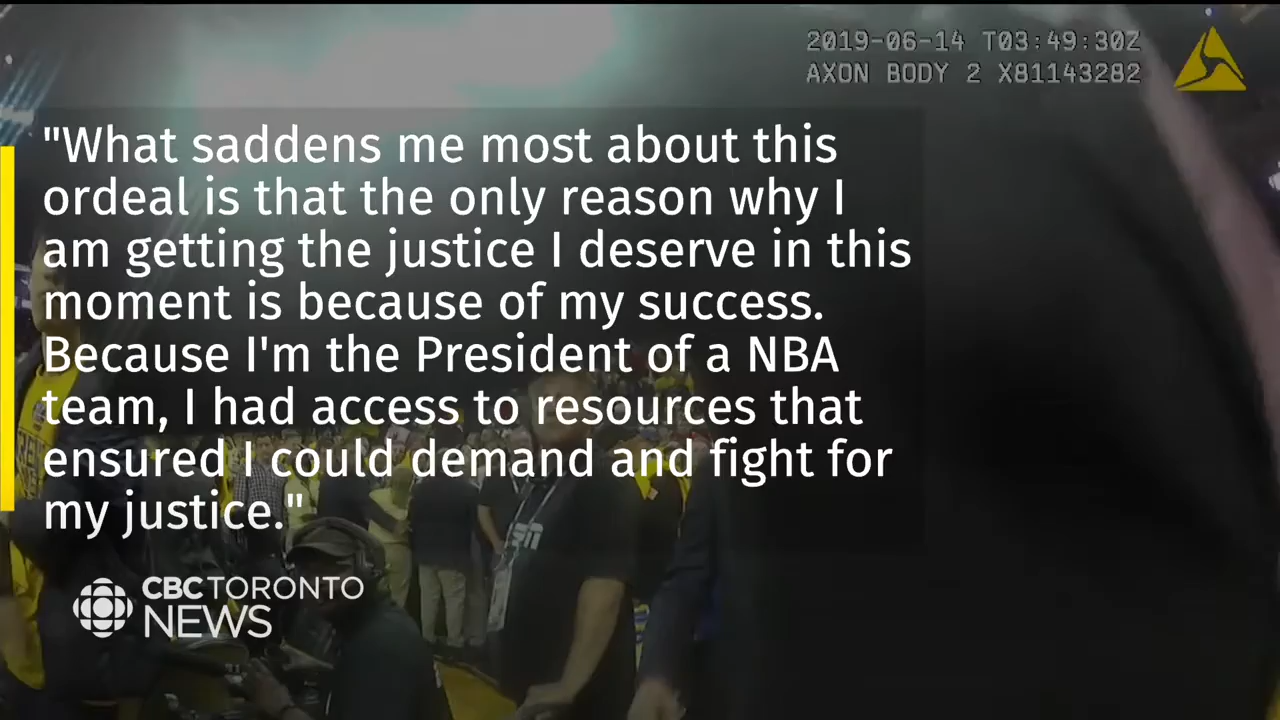 2019-06-14 T03:49:30Z
AXON BODY 2 X81143282
"What saddens me most about this
ordeal is that the only reason why I
am getting the justice I deserve in this
moment is because of my success.
Because I'm the President of a NBA
team, I had access to resources that
ensured I could demand and fight for
my justice."
CBC TORONTO
NEWS